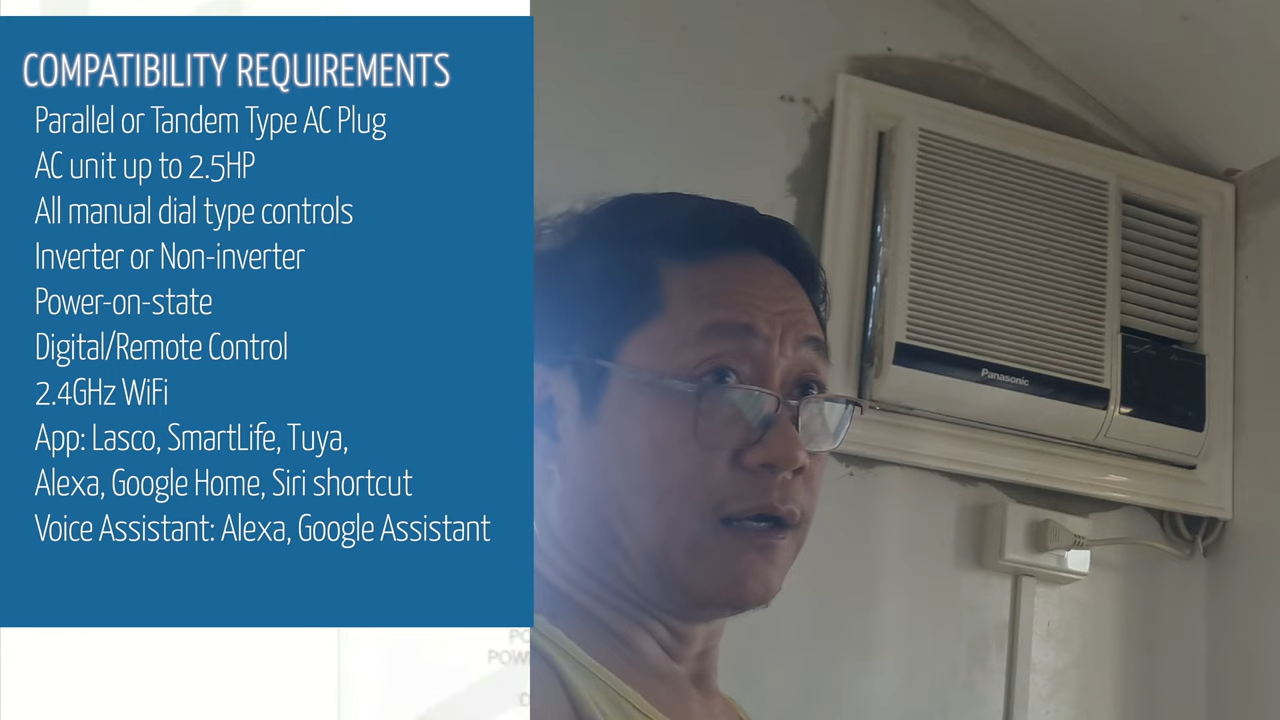 COMPATIBILITY REQUIREMENTS
Parallel or Tandem Type AC Plug
AC unit up to 2.5HP
All manual dial type controls
Inverter or Non-inverter
Power-on-state
Digital/Remote Control
2.4GHz WiFi
App: Lasco, SmartLife, Tuya,
Alexa, Google Home, Siri shortcut
Voice Assistant: Alexa, Google Assistant
Panasonic